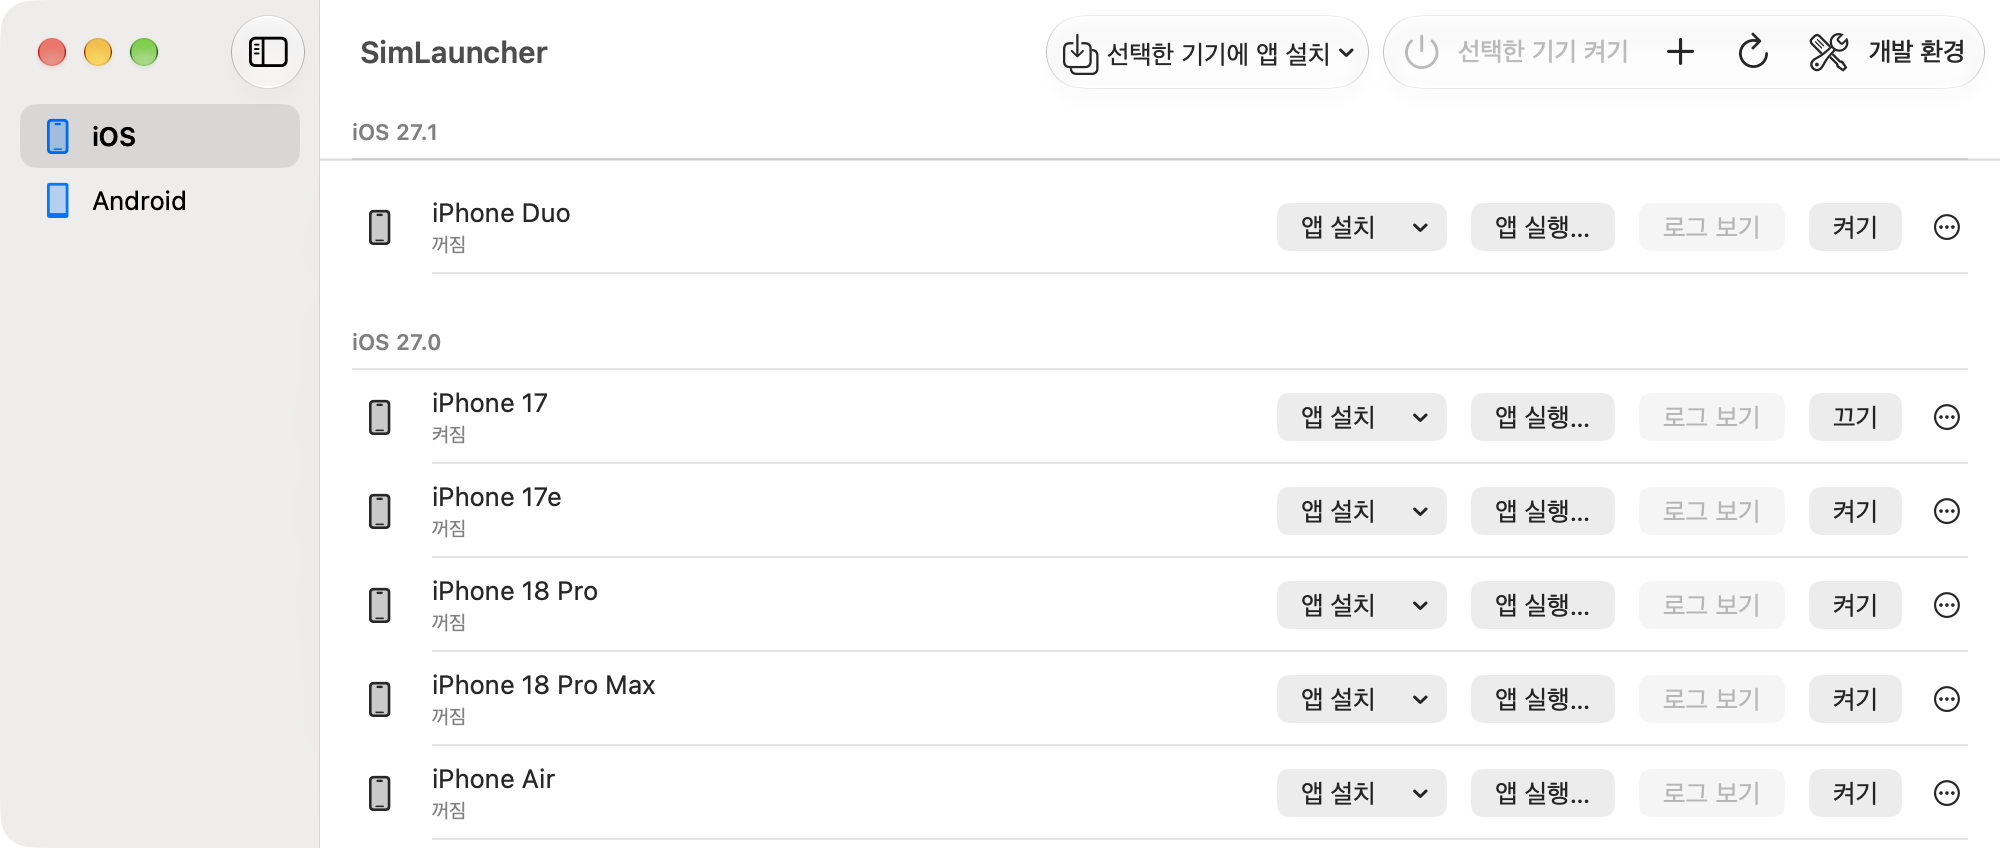 SimLauncher
선택한 기기에 앱 설치
선택한 기기 켜기
개발 환경
iOS
Android
iOS 27.1
iPhone Duo
꺼짐
앱 설치
앱 실행...
로그 보기
켜기
iOS 27.0
iPhone 17
켜짐
앱 설치
앱 실행...
로그 보기
끄기
iPhone 17e
꺼짐
앱 설치
앱 실행...
로그 보기
켜기
iPhone 18 Pro
꺼짐
앱 설치
앱 실행...
로그 보기
켜기
iPhone 18 Pro Max
꺼짐
앱 설치
앱 실행...
로그 보기
켜기
iPhone Air
꺼짐
앱 설치
앱 실행...
로그 보기
켜기